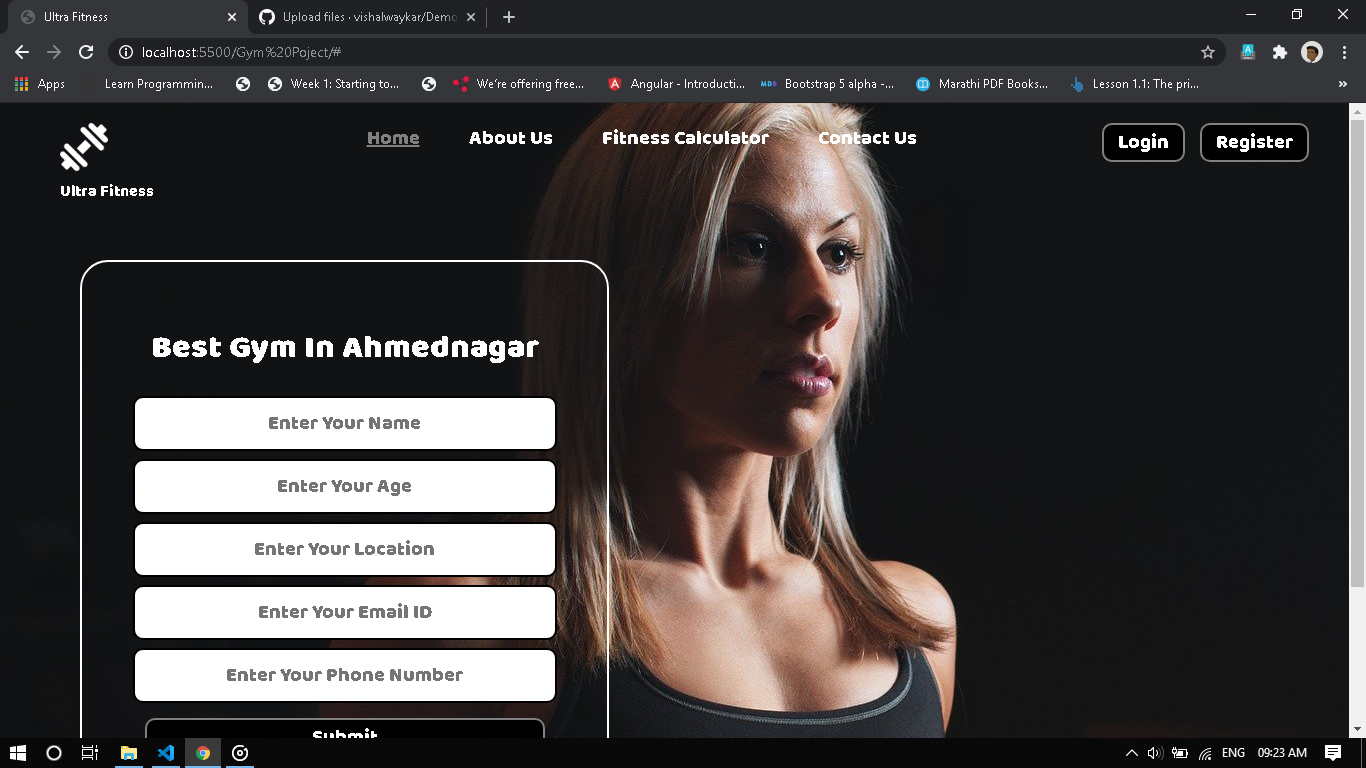 Ultra Fitness
Upload files · vishalwaykar/Demo
localhost:5500/Gym%20Poject/#
Apps Learn Programmin... Week 1: Starting to... We're offering free... Angular - Introducti... MDB Bootstrap 5 alpha -... Marathi PDF Books... Lesson 1.1: The pri... »
Home About Us Fitness Calculator Contact Us Login Register
Ultra Fitness
Best Gym In Ahmednagar
Enter Your Name
Enter Your Age
Enter Your Location
Enter Your Email ID
Enter Your Phone Number
Submit
ENG 09:23 AM